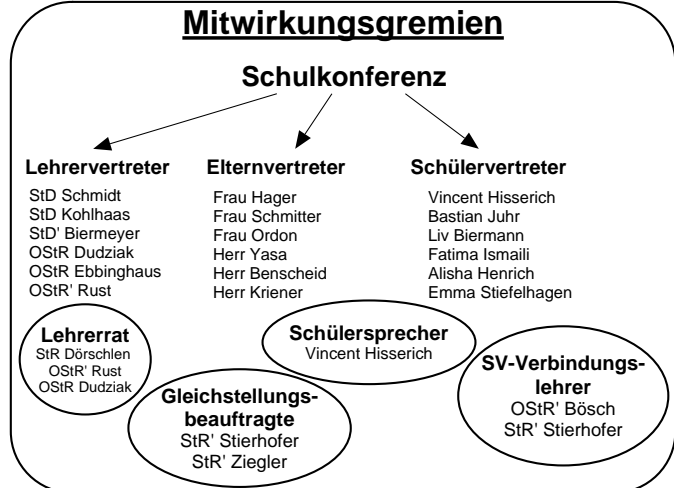 Mitwirkungsgremien
Schulkonferenz
Lehrervertreter
StD Schmidt
StD Kohlhaas
StD' Biermeyer
OStR Dudziak
OStR Ebbinghaus
OStR' Rust
Elternvertreter
Frau Hager
Frau Schmitter
Frau Ordon
Herr Yasa
Herr Benscheid
Herr Kriener
Schülervertreter
Vincent Hisserich
Bastian Juhr
Liv Biermann
Fatima Ismaili
Alisha Henrich
Emma Stiefelhagen
Lehrerrat
StR Dörschlen
OStR' Rust
OStR Dudziak
Gleichstellungs-
beauftragte
StR' Stierhofer
StR' Ziegler
Schülersprecher
Vincent Hisserich
SV-Verbindungs-
lehrer
OStR' Bösch
StR' Stierhofer